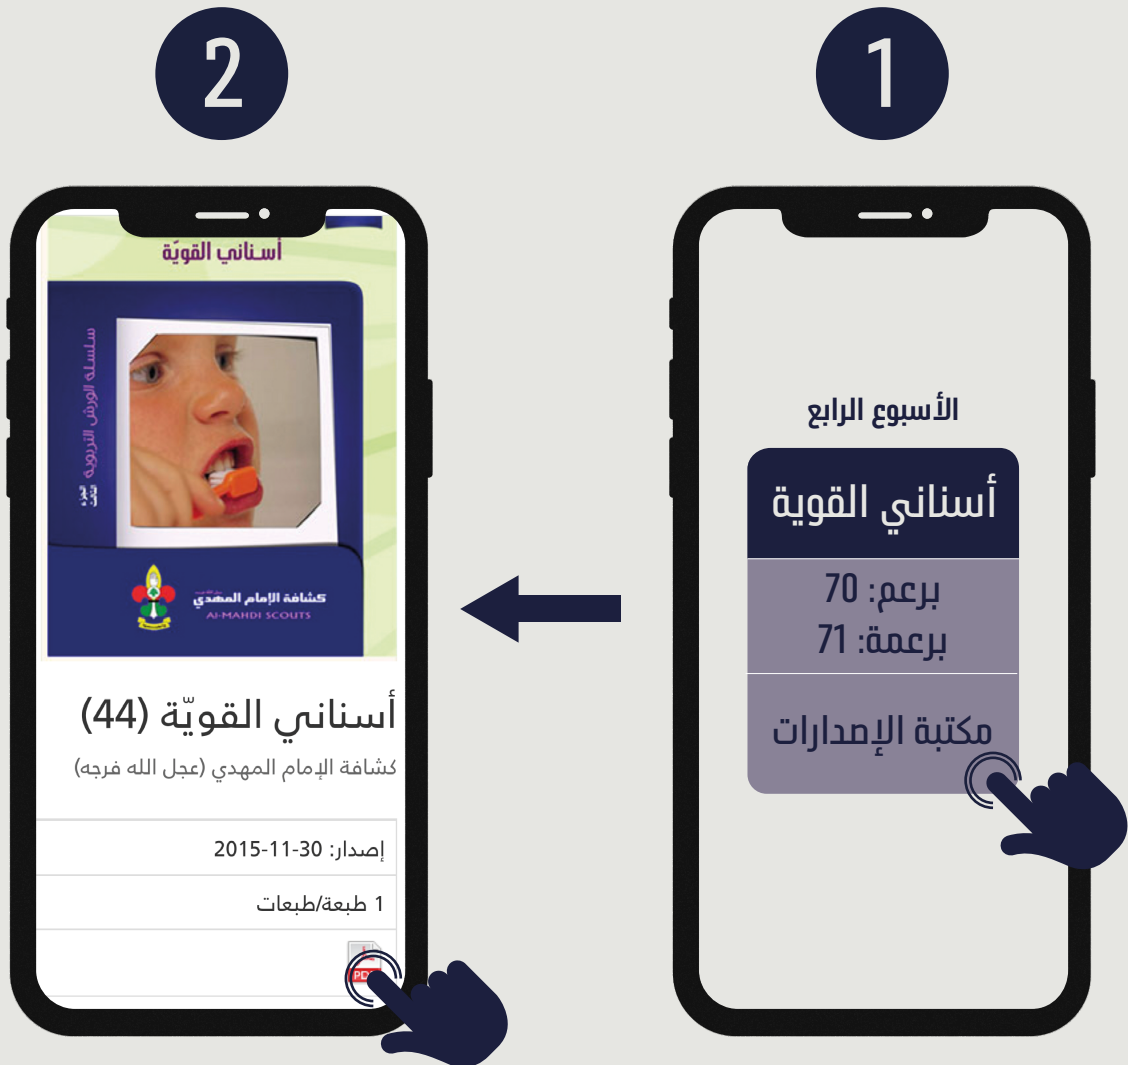 1
الأسبوع الرابع
أسناني القوية
برعم: 70
برعمة: 71
مكتبة الإصدارات
2
أسناني القويّة
سلسلة الورش التربوية
الجزء
الثالث
كشافة الإمام المهدي
Al-MAHDI SCOUTS
أسناني القويّة (44)
كشافة الإمام المهدي (عجل الله فرجه)
إصدار: 30-11-2015
1 طبعة/طبعات